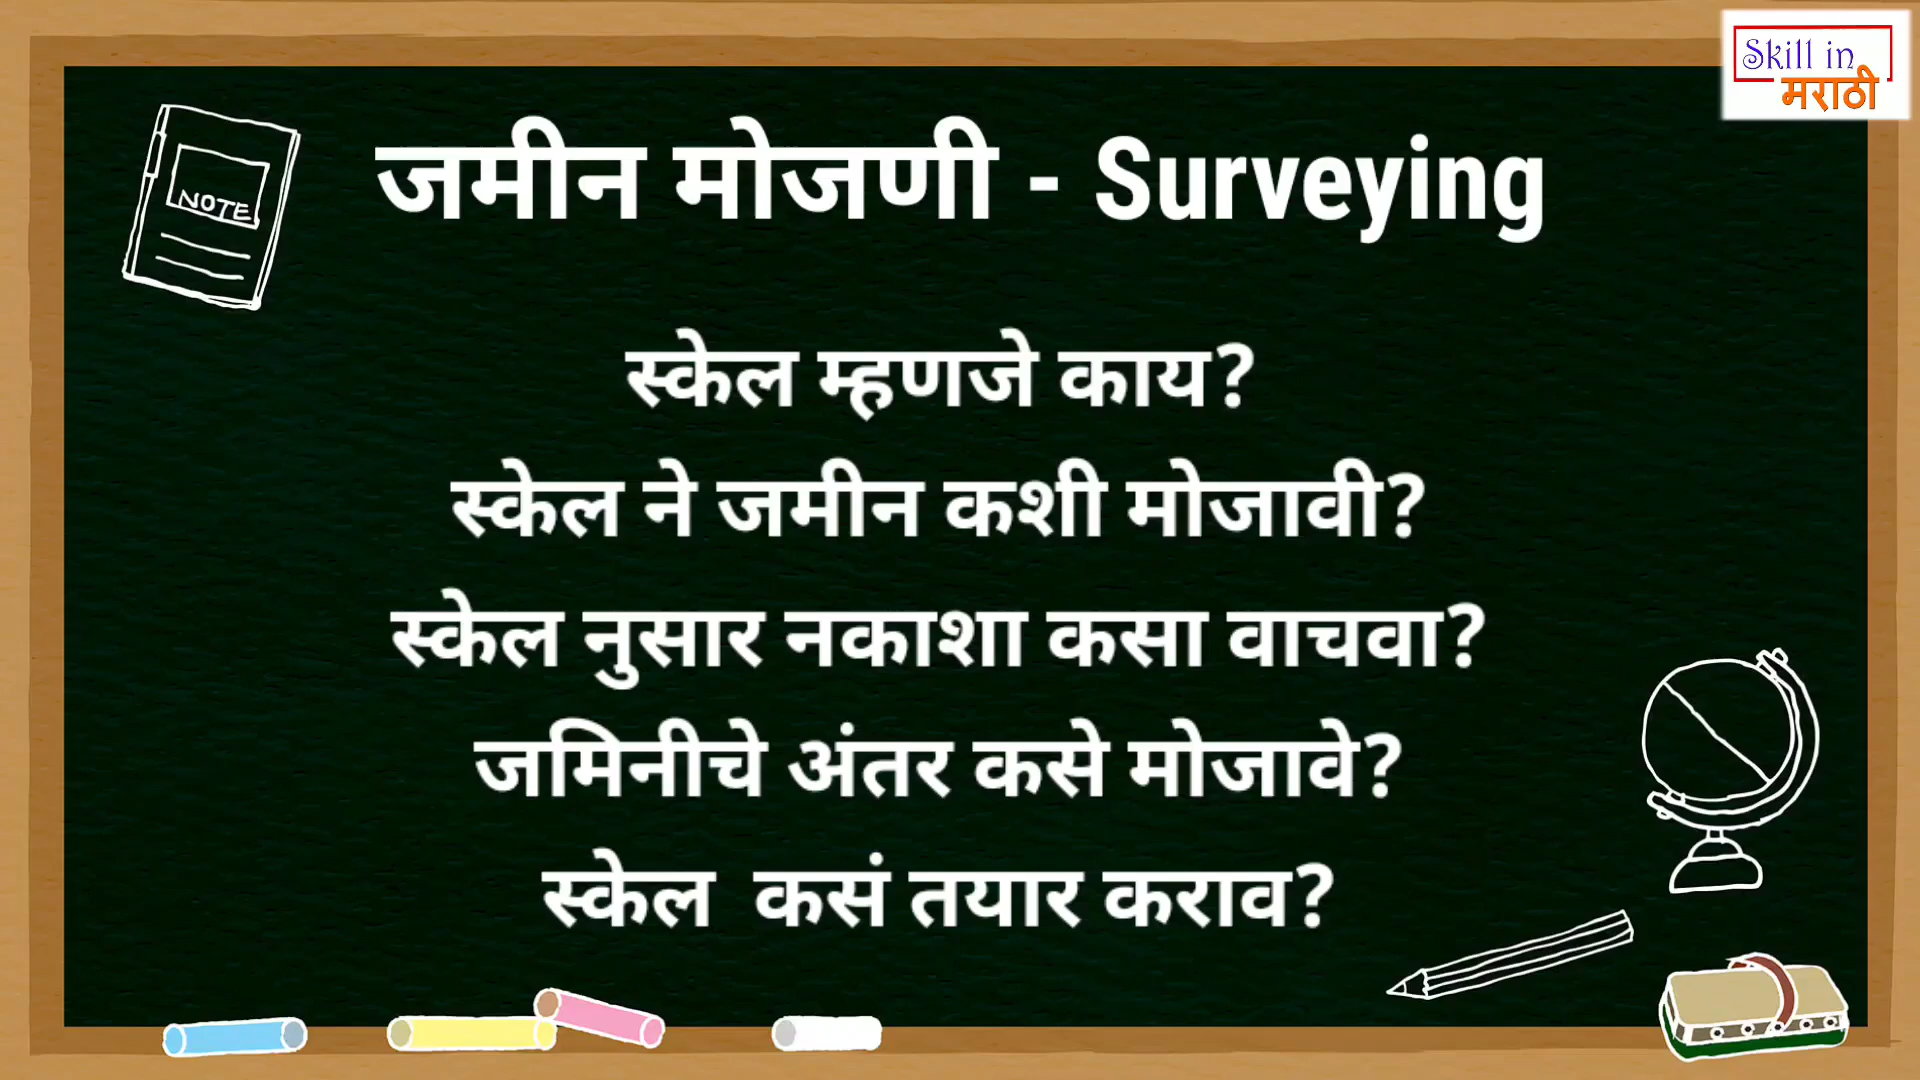 Skill in
मराठी
जमीन मोजणी - Surveying
NOTE
स्केल म्हणजे काय?
स्केल ने जमीन कशी मोजावी?
स्केल नुसार नकाशा कसा वाचवा?
जमिनीचे अंतर कसे मोजावे?
स्केल कसं तयार कराव?